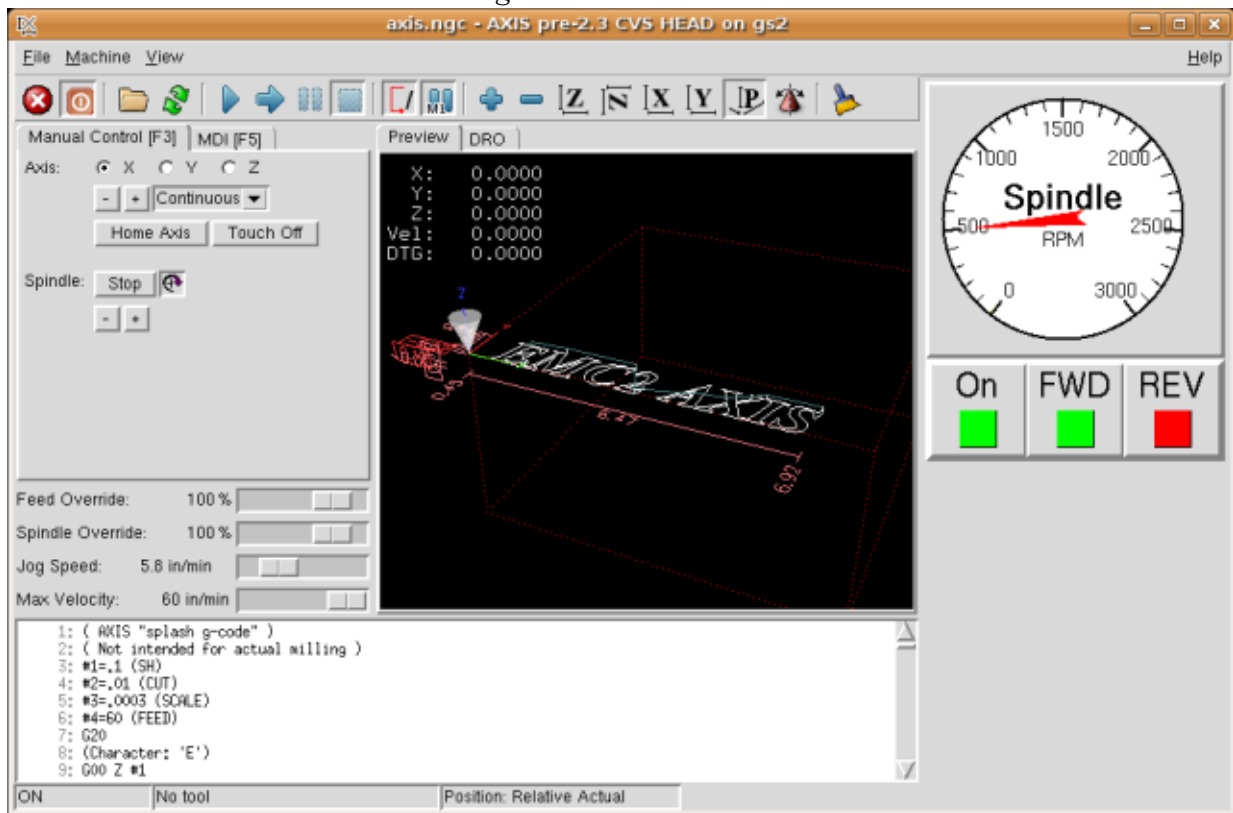 axis.ngc - AXIS pre-2.3 CVS HEAD on gs2
File Machine View Help
Z N X Y P
M1
Manual Control [F3] MDI [F5]
Axis: X Y Z
- + Continuous
Home Axis Touch Off
Spindle: Stop
- +
Feed Override: 100 %
Spindle Override: 100 %
Jog Speed: 5.8 in/min
Max Velocity: 60 in/min
Preview DRO
X: 0.0000
Y: 0.0000
Z: 0.0000
Vel: 0.0000
DTG: 0.0000
Z
EMC2 AXIS
0.45
6.47
6.92
0 500 1000 1500 2000 2500 3000
Spindle
RPM
On FWD REV
1: ( AXIS "splash g-code" )
2: ( Not intended for actual milling )
3: #1=.1 (SH)
4: #2=.01 (CUT)
5: #3=.0003 (SCALE)
6: #4=60 (FEED)
7: G20
8: (Character: 'E')
9: G00 Z #1
ON No tool Position: Relative Actual